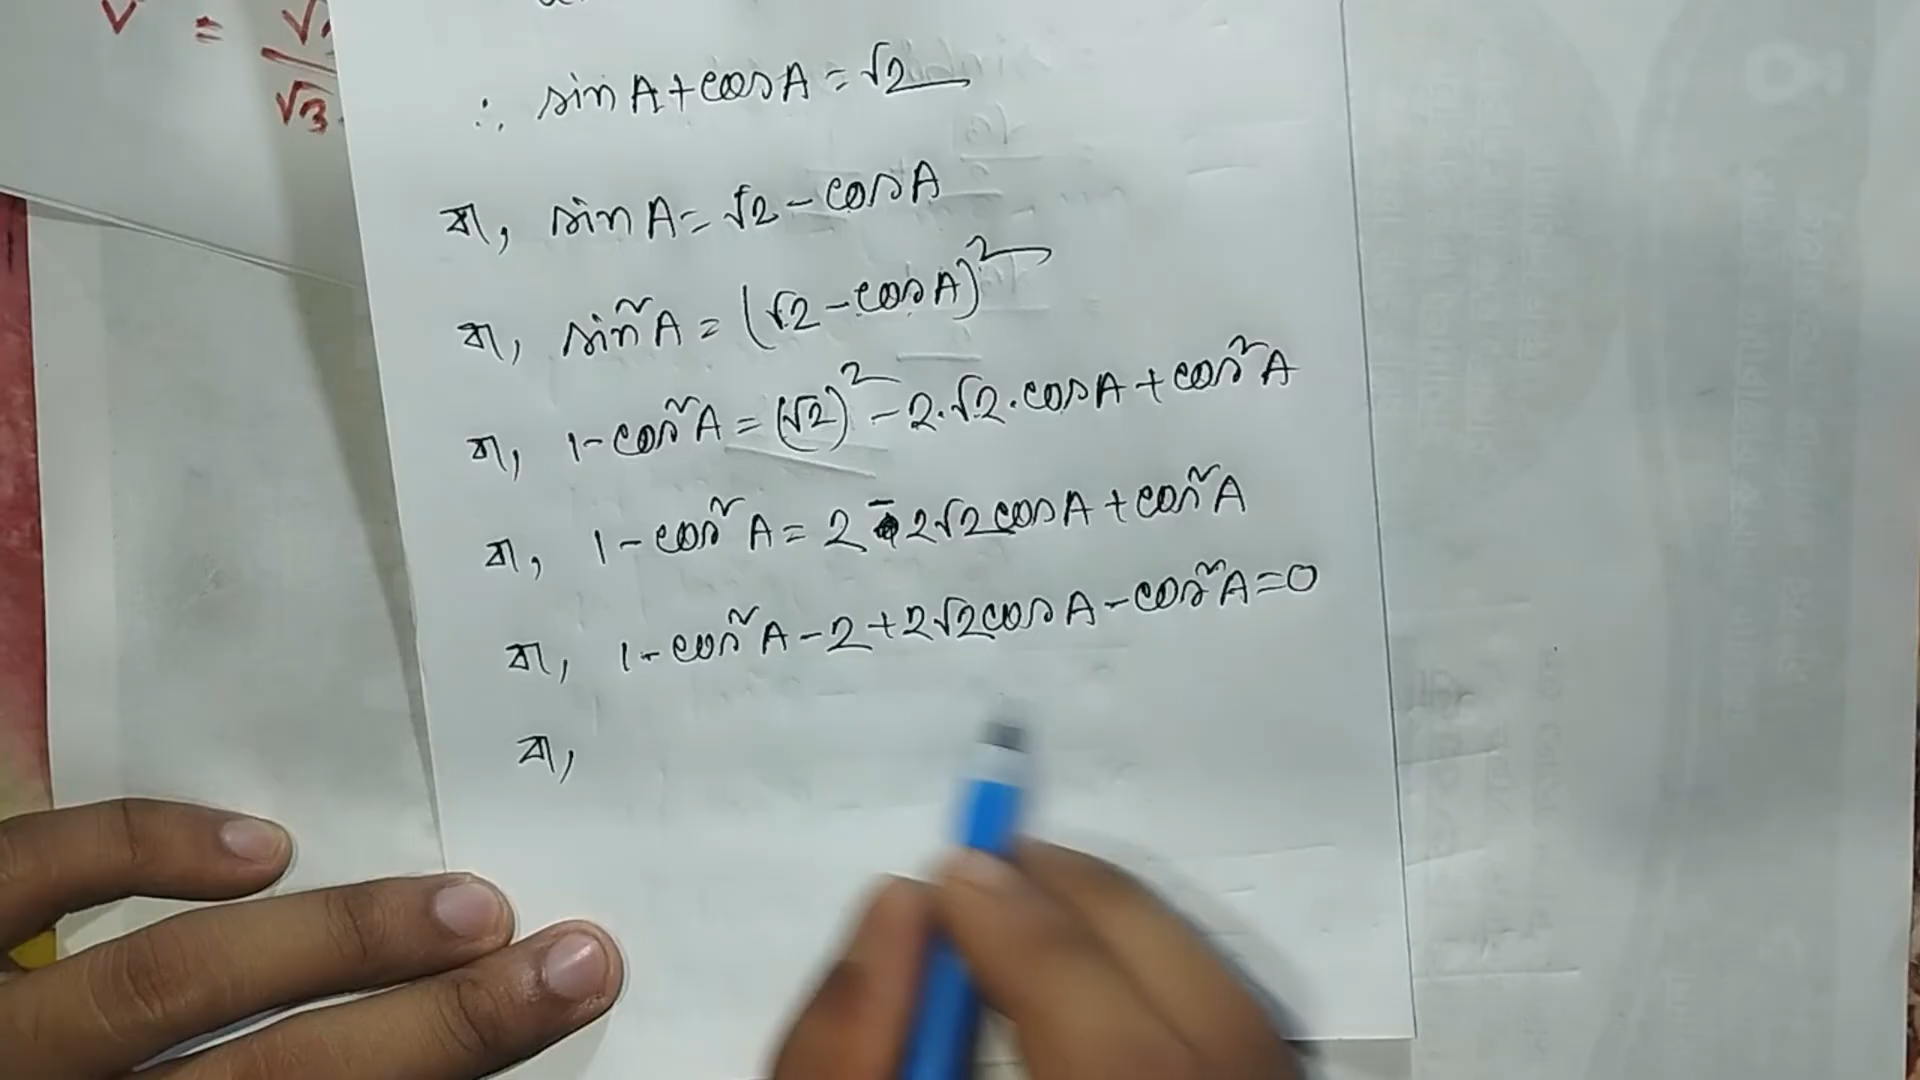 V = √
√3
∴ sin A + cos A = √2
বা, sin A = √2 - cos A
বা, sin²A = (√2 - cos A)²
বা, 1 - cos²A = (√2)² - 2.√2.cos A + cos²A
বা, 1 - cos²A = 2 - 2√2 cos A + cos²A
বা, 1 - cos²A - 2 + 2√2 cos A - cos²A = 0
বা,